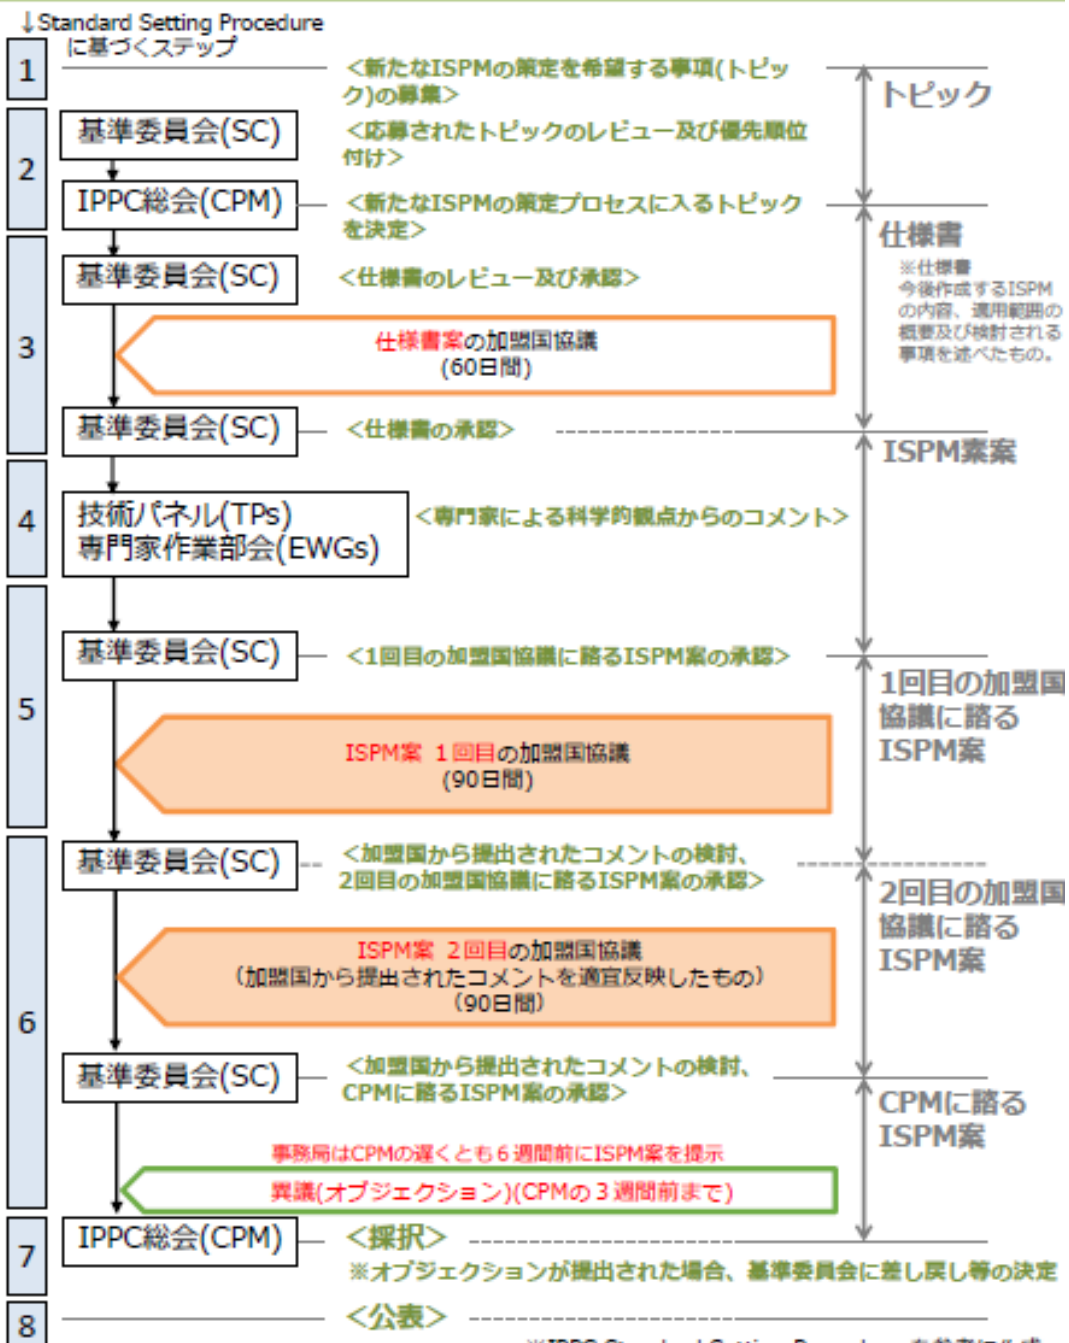 ↓Standard Setting Procedure
に基づくステップ
1
<新たなISPMの策定を希望する事項(トピッ
ク)の募集>
トピック
2
基準委員会(SC)
<応募されたトピックのレビュー及び優先順位
付け>
IPPC総会(CPM)
<新たなISPMの策定プロセスに入るトピック
を決定>
仕様書
※仕様書
今後作成するISPM
の内容、適用範囲の
概要及び検討される
事項を述べたもの。
3
基準委員会(SC)
<仕様書のレビュー及び承認>
仕様書案の加盟国協議
(60日間)
基準委員会(SC)
<仕様書の承認>
ISPM素案
4
技術パネル(TPs)
専門家作業部会(EWGs)
<専門家による科学的観点からのコメント>
5
基準委員会(SC)
<1回目の加盟国協議に諮るISPM案の承認>
1回目の加盟国
協議に諮る
ISPM案
ISPM案 1回目の加盟国協議
(90日間)
6
基準委員会(SC)
<加盟国から提出されたコメントの検討、
2回目の加盟国協議に諮るISPM案の承認>
2回目の加盟国
協議に諮る
ISPM案
ISPM案 2回目の加盟国協議
（加盟国から提出されたコメントを適宜反映したもの）
（90日間）
基準委員会(SC)
<加盟国から提出されたコメントの検討、
CPMに諮るISPM案の承認>
CPMに諮る
ISPM案
事務局はCPMの遅くとも６週間前にISPM案を提示
異議(オブジェクション)(CPMの３週間前まで)
7
IPPC総会(CPM)
<採択>
※オブジェクションが提出された場合、基準委員会に差し戻し等の決定
8
<公表>
※IPPC Standard Setting Procedureを参考に作成